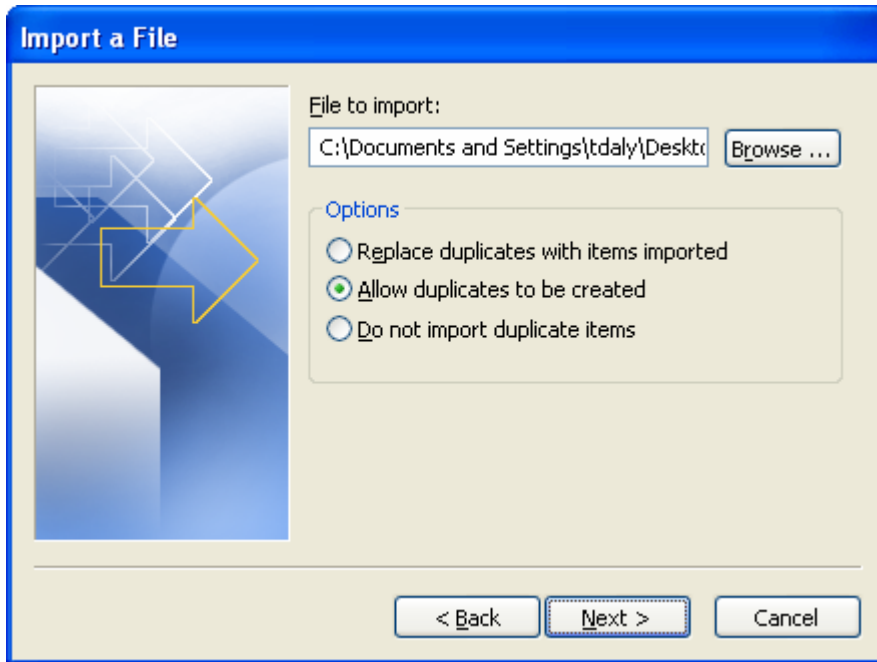 Import a File
File to import:
C:\Documents and Settings\tdaly\Deskt
Browse ...
Options
Replace duplicates with items imported
Allow duplicates to be created
Do not import duplicate items
< Back
Next >
Cancel